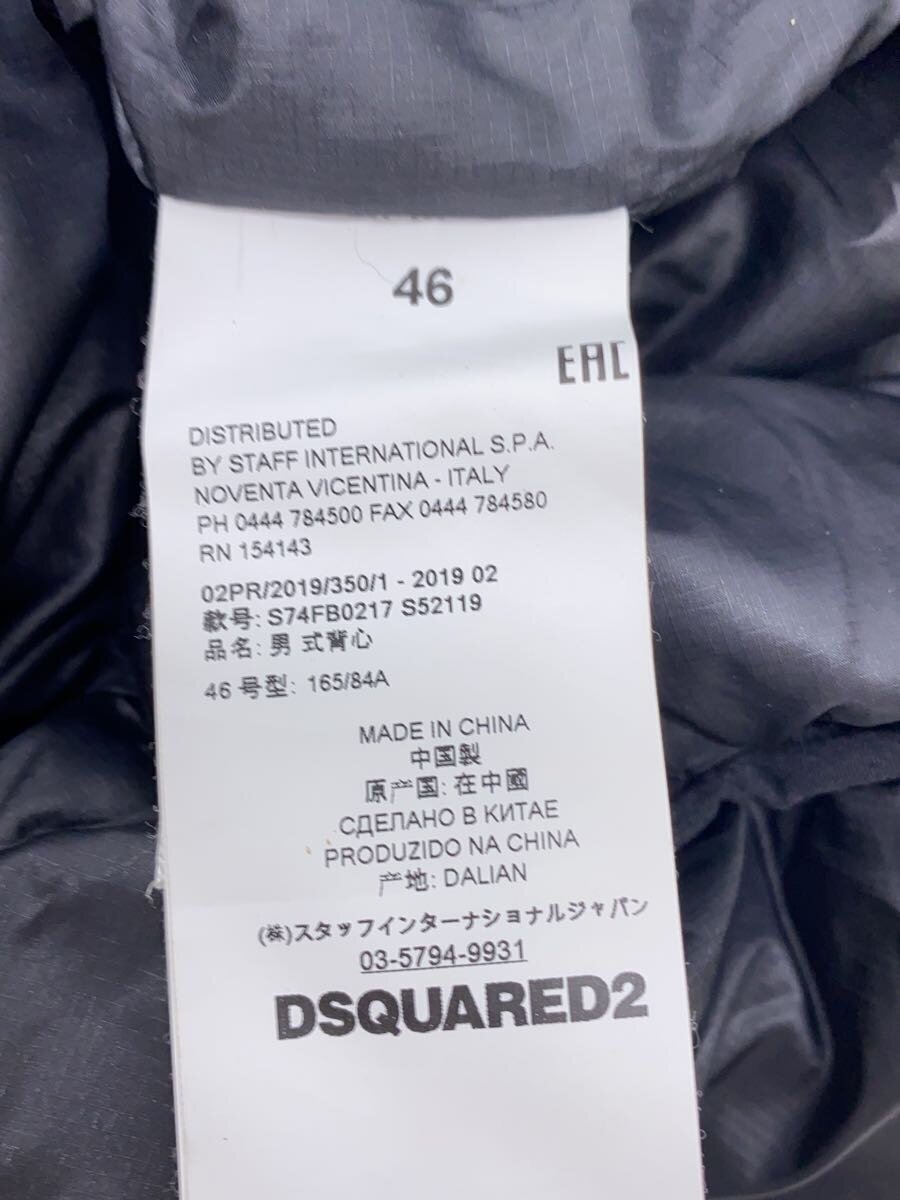 46
EAC
DISTRIBUTED
BY STAFF INTERNATIONAL S.P.A.
NOVENTA VICENTINA - ITALY
PH 0444 784500 FAX 0444 784580
RN 154143
02PR/2019/350/1 - 2019 02
款号: S74FB0217 S52119
品名: 男 式背心
46 号型: 165/84A
MADE IN CHINA
中国製
原产国: 在中國
СДЕЛАНО В КИТАЕ
PRODUZIDO NA CHINA
产地: DALIAN
(株)スタッフインターナショナルジャパン
03-5794-9931
DSQUARED2